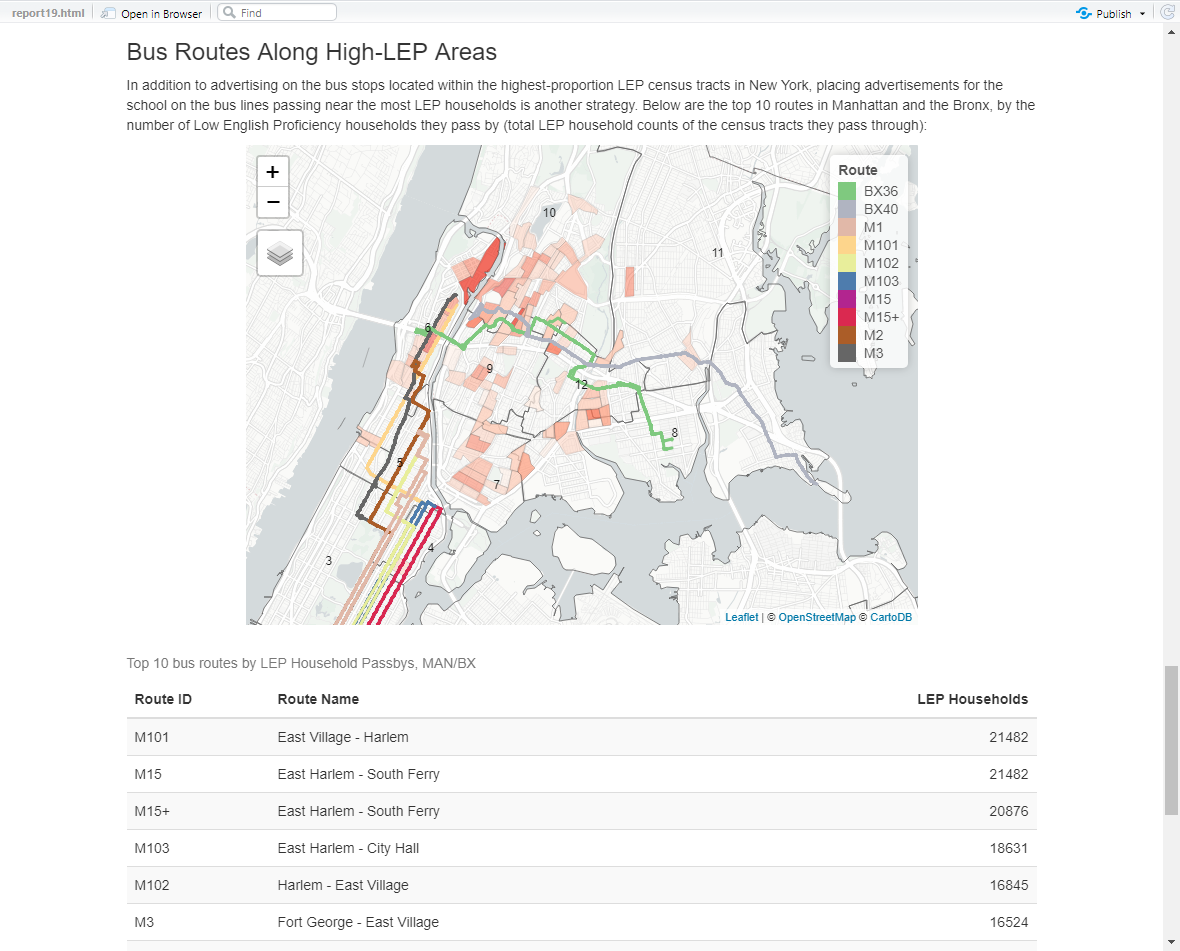 report19.html Open in Browser Find Publish
Bus Routes Along High-LEP Areas
In addition to advertising on the bus stops located within the highest-proportion LEP census tracts in New York, placing advertisements for the
school on the bus lines passing near the most LEP households is another strategy. Below are the top 10 routes in Manhattan and the Bronx, by the
number of Low English Proficiency households they pass by (total LEP household counts of the census tracts they pass through):
+
−
Route
BX36
BX40
M1
M101
M102
M103
M15
M15+
M2
M3
10
11
6
9
12
8
5
7
4
3
Leaflet | © OpenStreetMap © CartoDB
Top 10 bus routes by LEP Household Passbys, MAN/BX
Route ID Route Name LEP Households
M101 East Village - Harlem 21482
M15 East Harlem - South Ferry 21482
M15+ East Harlem - South Ferry 20876
M103 East Harlem - City Hall 18631
M102 Harlem - East Village 16845
M3 Fort George - East Village 16524